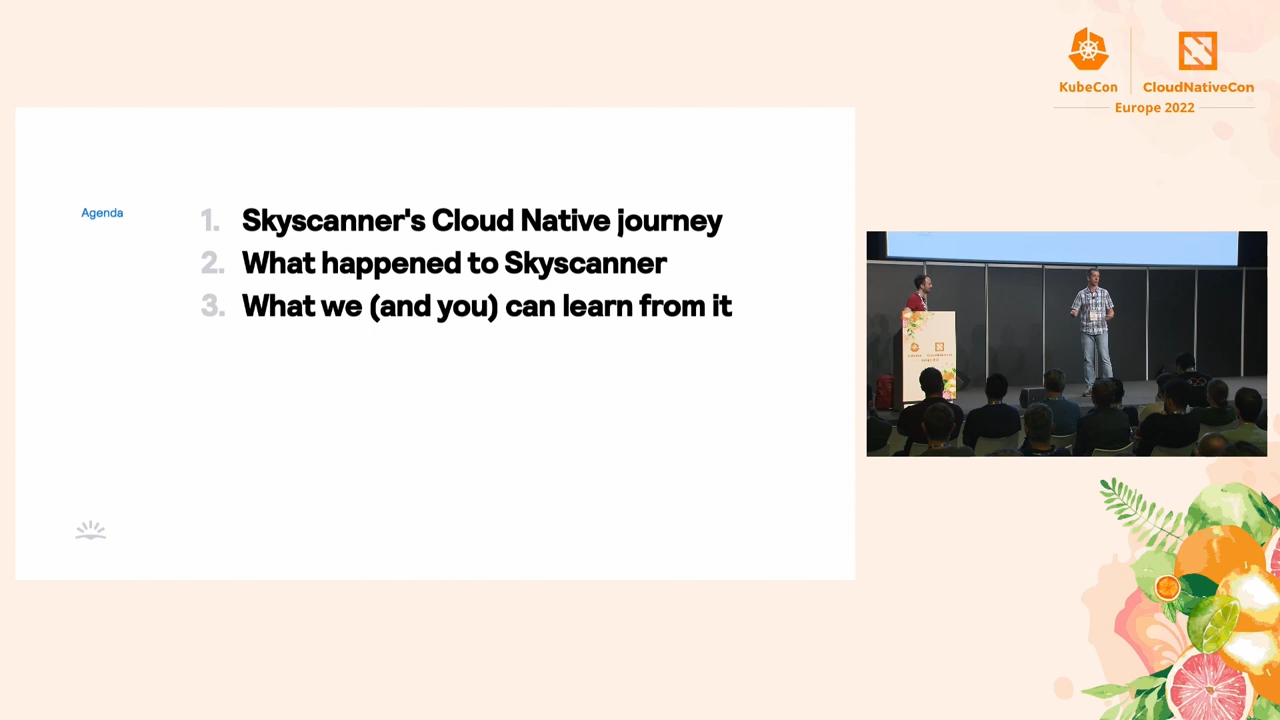 KubeCon
CloudNativeCon
Europe 2022
Agenda
1. Skyscanner's Cloud Native journey
2. What happened to Skyscanner
3. What we (and you) can learn from it